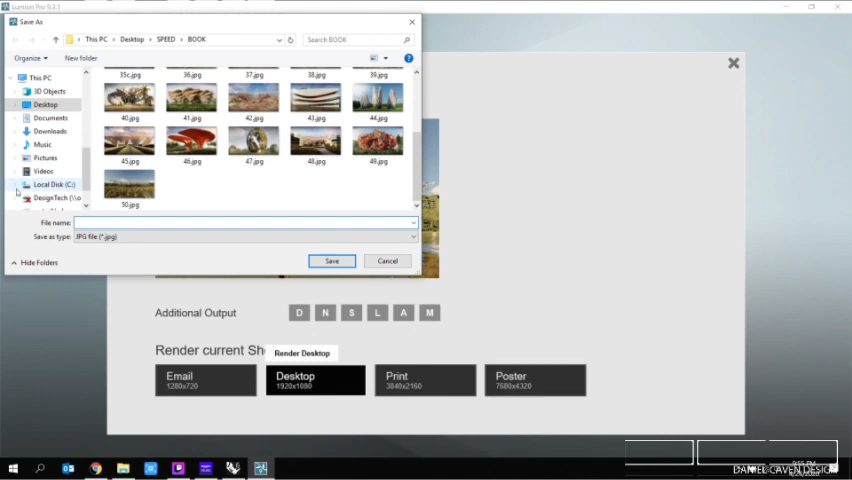 Lumion Pro 9.2.1
Save As
This PC > Desktop > SPEED > BOOK
Search BOOK
Organize
New folder
This PC
3D Objects
Desktop
Documents
Downloads
Music
Pictures
Videos
Local Disk (C:)
DesignTech (\\o
35c.jpg
36.jpg
37.jpg
38.jpg
39.jpg
40.jpg
41.jpg
42.jpg
43.jpg
44.jpg
45.jpg
46.jpg
47.jpg
48.jpg
49.jpg
50.jpg
File name:
Save as type: JPG file (*.jpg)
Hide Folders
Save
Cancel
Additional Output
D N S L A M
Render current Sh
Render Desktop
Email
1280x720
Desktop
1920x1080
Print
3840x2160
Poster
7680x4320
DANIEL CAVEN DESIGN